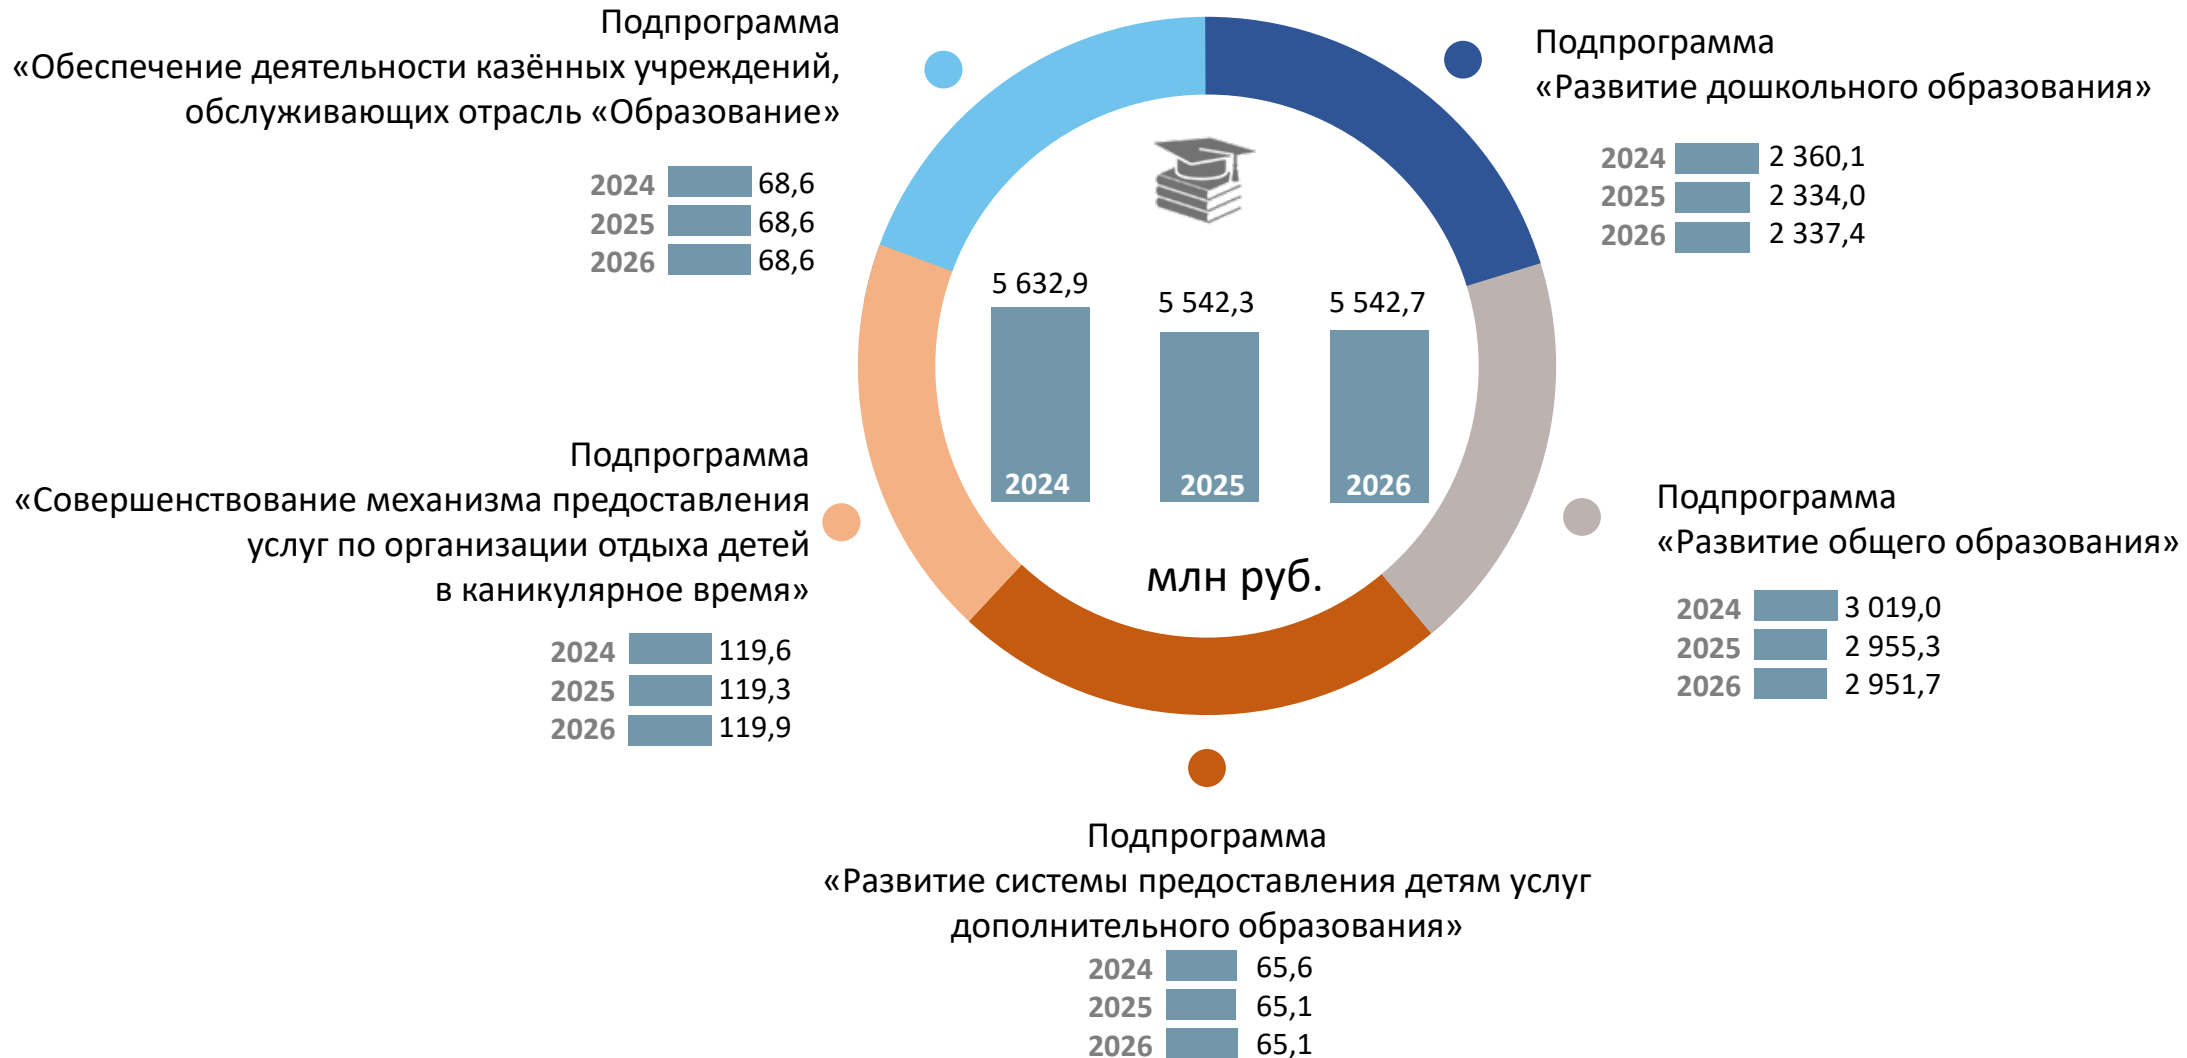 Подпрограмма
«Обеспечение деятельности казённых учреждений,
обслуживающих отрасль «Образование»
2024 68,6
2025 68,6
2026 68,6
Подпрограмма
«Развитие дошкольного образования»
2024 2 360,1
2025 2 334,0
2026 2 337,4
5 632,9 5 542,3 5 542,7
2024 2025 2026
млн руб.
Подпрограмма
«Совершенствование механизма предоставления
услуг по организации отдыха детей
в каникулярное время»
2024 119,6
2025 119,3
2026 119,9
Подпрограмма
«Развитие общего образования»
2024 3 019,0
2025 2 955,3
2026 2 951,7
Подпрограмма
«Развитие системы предоставления детям услуг
дополнительного образования»
2024 65,6
2025 65,1
2026 65,1